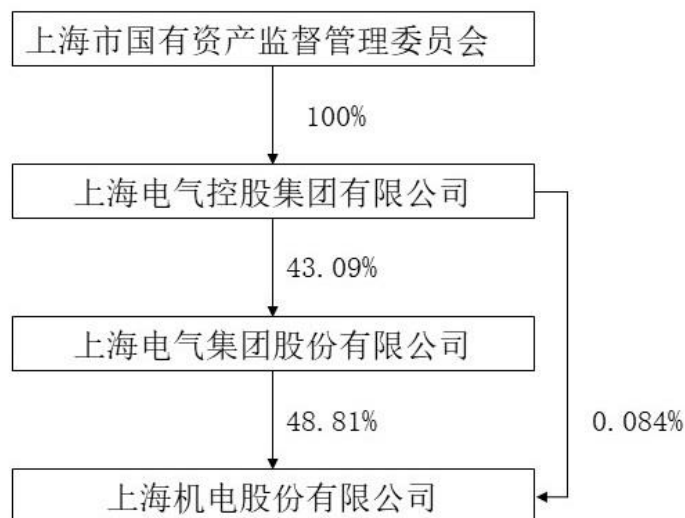 上海市国有资产监督管理委员会
100%
上海电气控股集团有限公司
43.09%
上海电气集团股份有限公司
48.81%
0.084%
上海机电股份有限公司